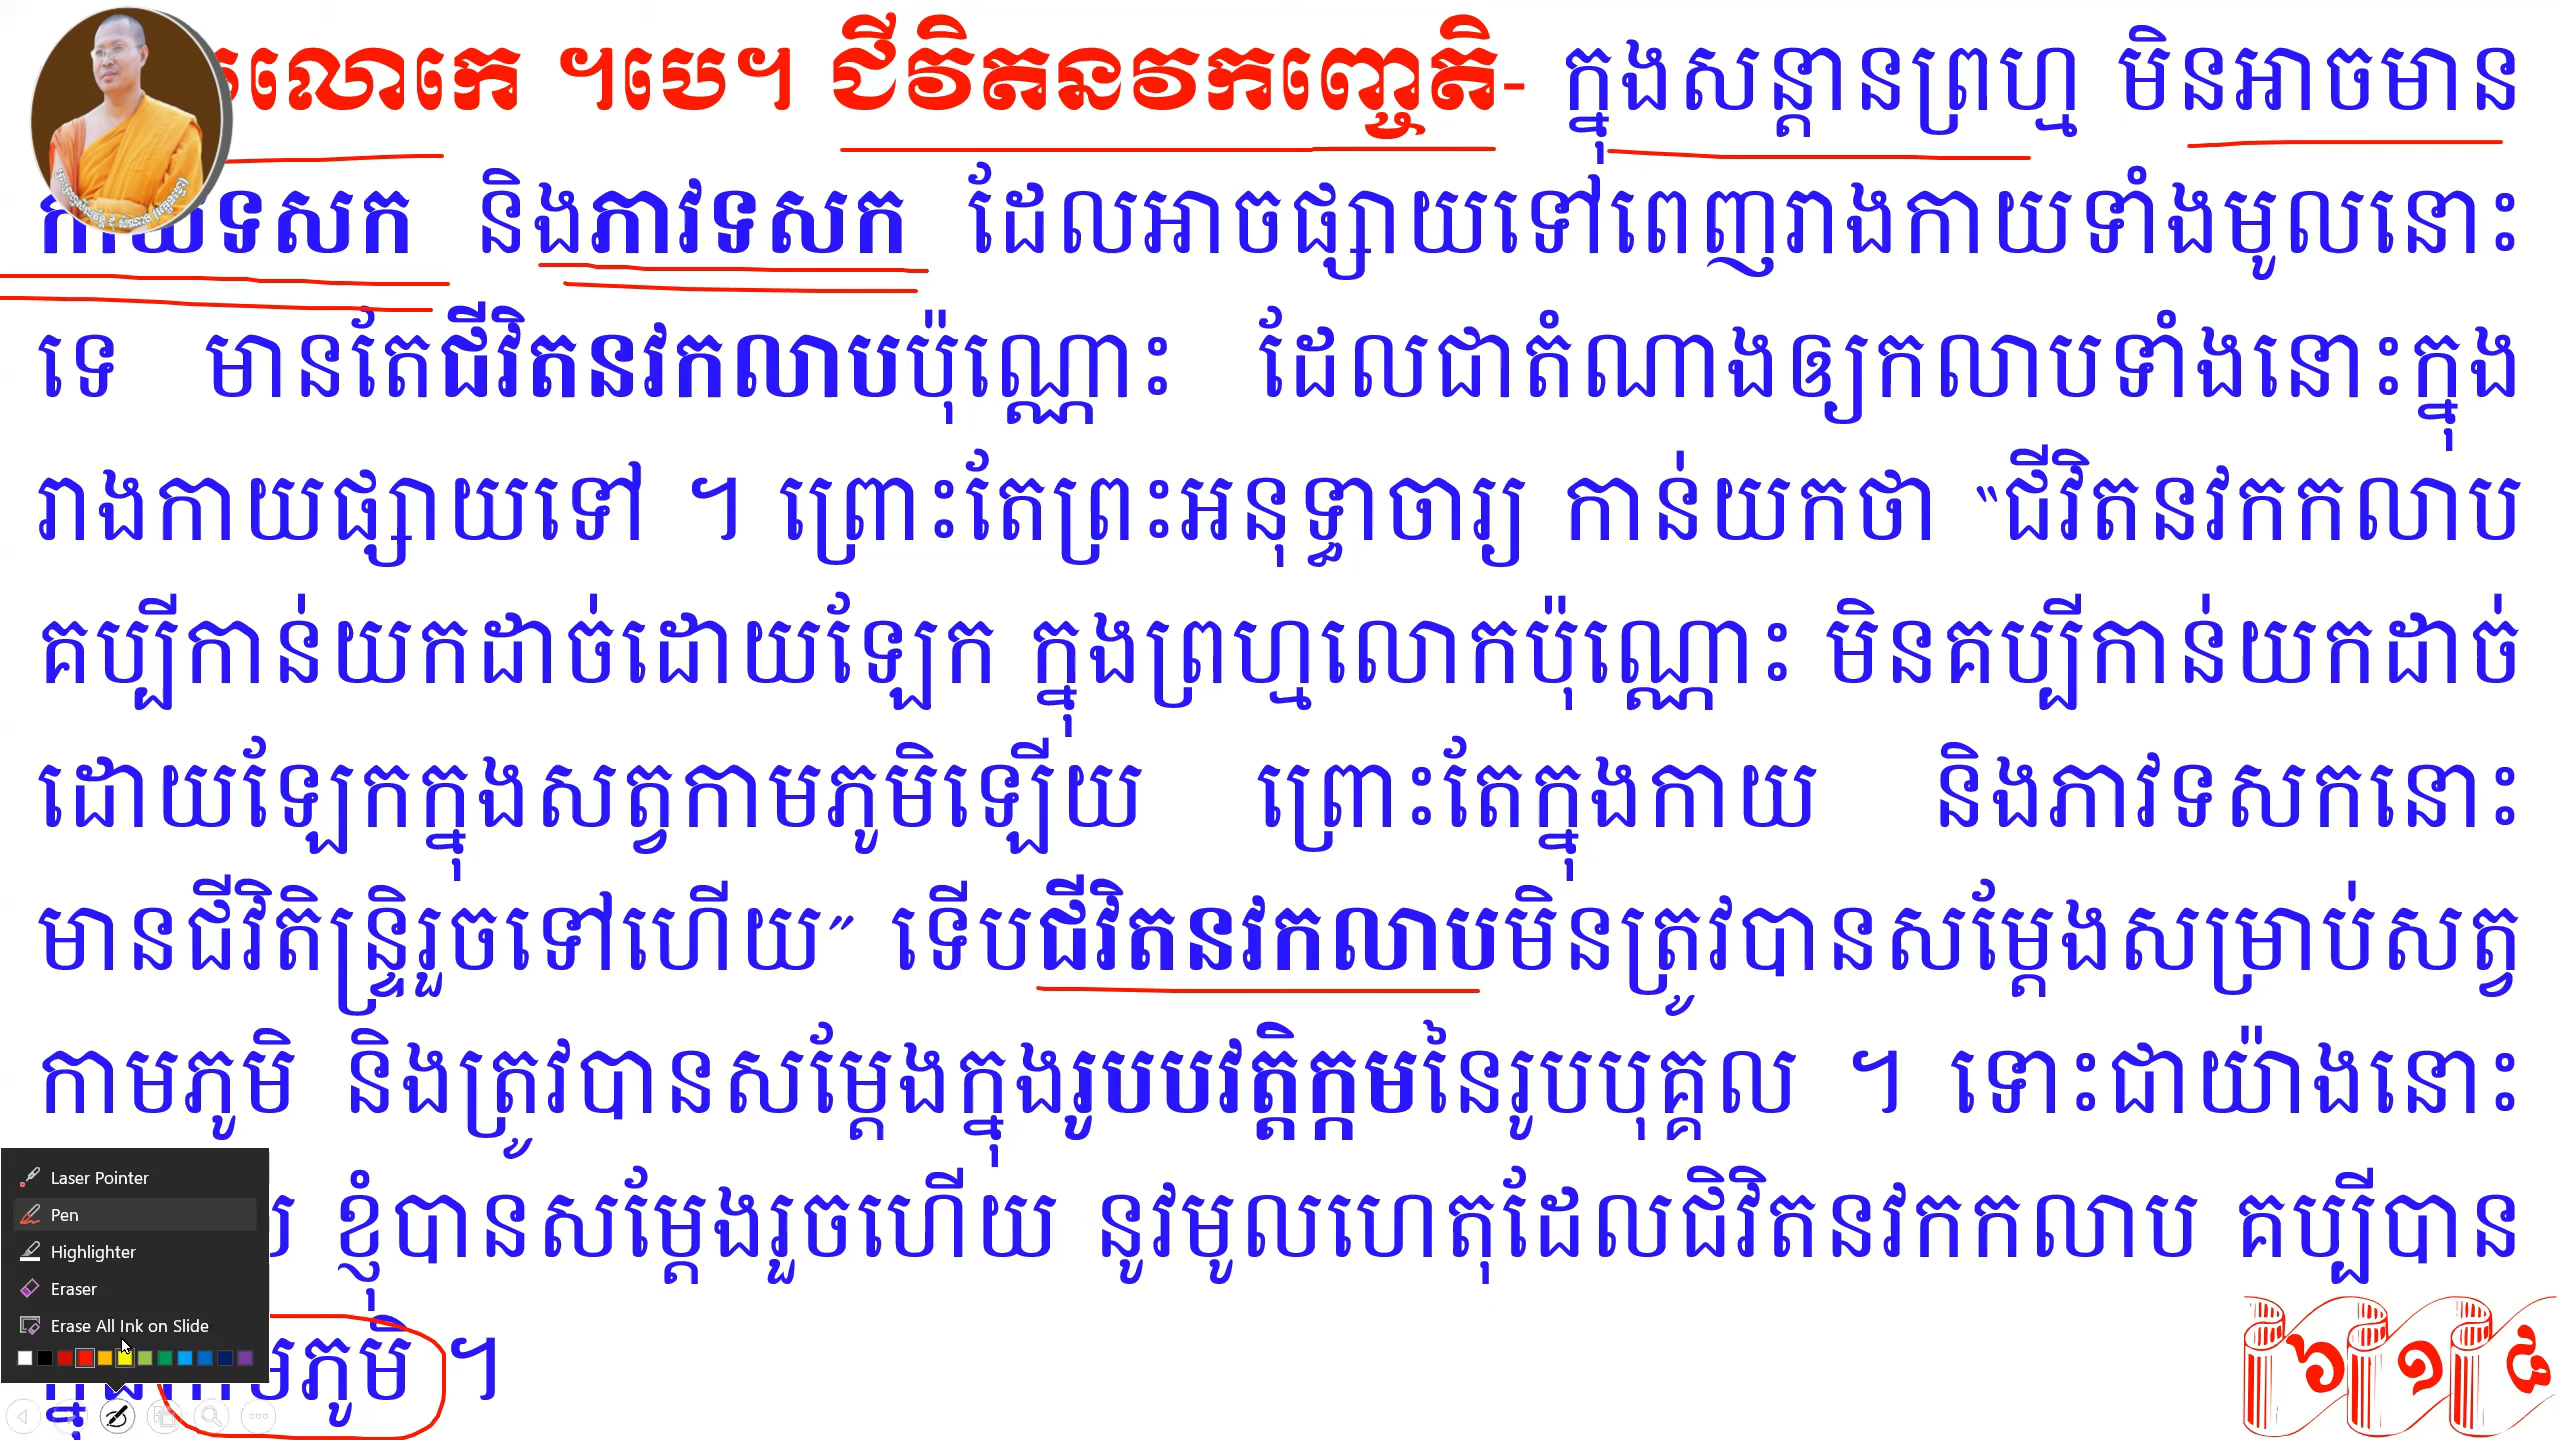 លោកេ ។បេ។ ជីវិតនវកញ្ចេតិ- ក្នុងសន្តានព្រហ្ម មិនអាចមាន
កាយទសក និងភាវទសក ដែលអាចផ្សាយទៅពេញរាងកាយទាំងមូលនោះ
ទេ មានតែជីវិតនវកលាបប៉ុណ្ណោះ ដែលជាតំណាងឲ្យកលាបទាំងនោះក្នុង
រាងកាយផ្សាយទៅ ។ ព្រោះតែព្រះអនុទ្ធាចារ្យ កាន់យកថា “ជីវិតនវកកលាប
គប្បីកាន់យកដាច់ដោយឡែក ក្នុងព្រហ្មលោកប៉ុណ្ណោះ មិនគប្បីកាន់យកដាច់
ដោយឡែកក្នុងសត្វកាមភូមិឡើយ ព្រោះតែក្នុងកាយ និងភាវទសកនោះ
មានជីវិតិន្ទ្រិរួចទៅហើយ” ទើបជីវិតនវកលាបមិនត្រូវបានសម្តែងសម្រាប់សត្វ
កាមភូមិ និងត្រូវបានសម្តែងក្នុងរូបបវត្តិក្កមនៃរូបបុគ្គល ។ ទោះជាយ៉ាងនោះ
ខ្ញុំបានសម្តែងរួចហើយ នូវមូលហេតុដែលជិវិតនវកកលាប គប្បីបាន
ក្នុងកាមភូមិ ។
Laser Pointer
Pen
Highlighter
Eraser
Erase All Ink on Slide
៦១៥